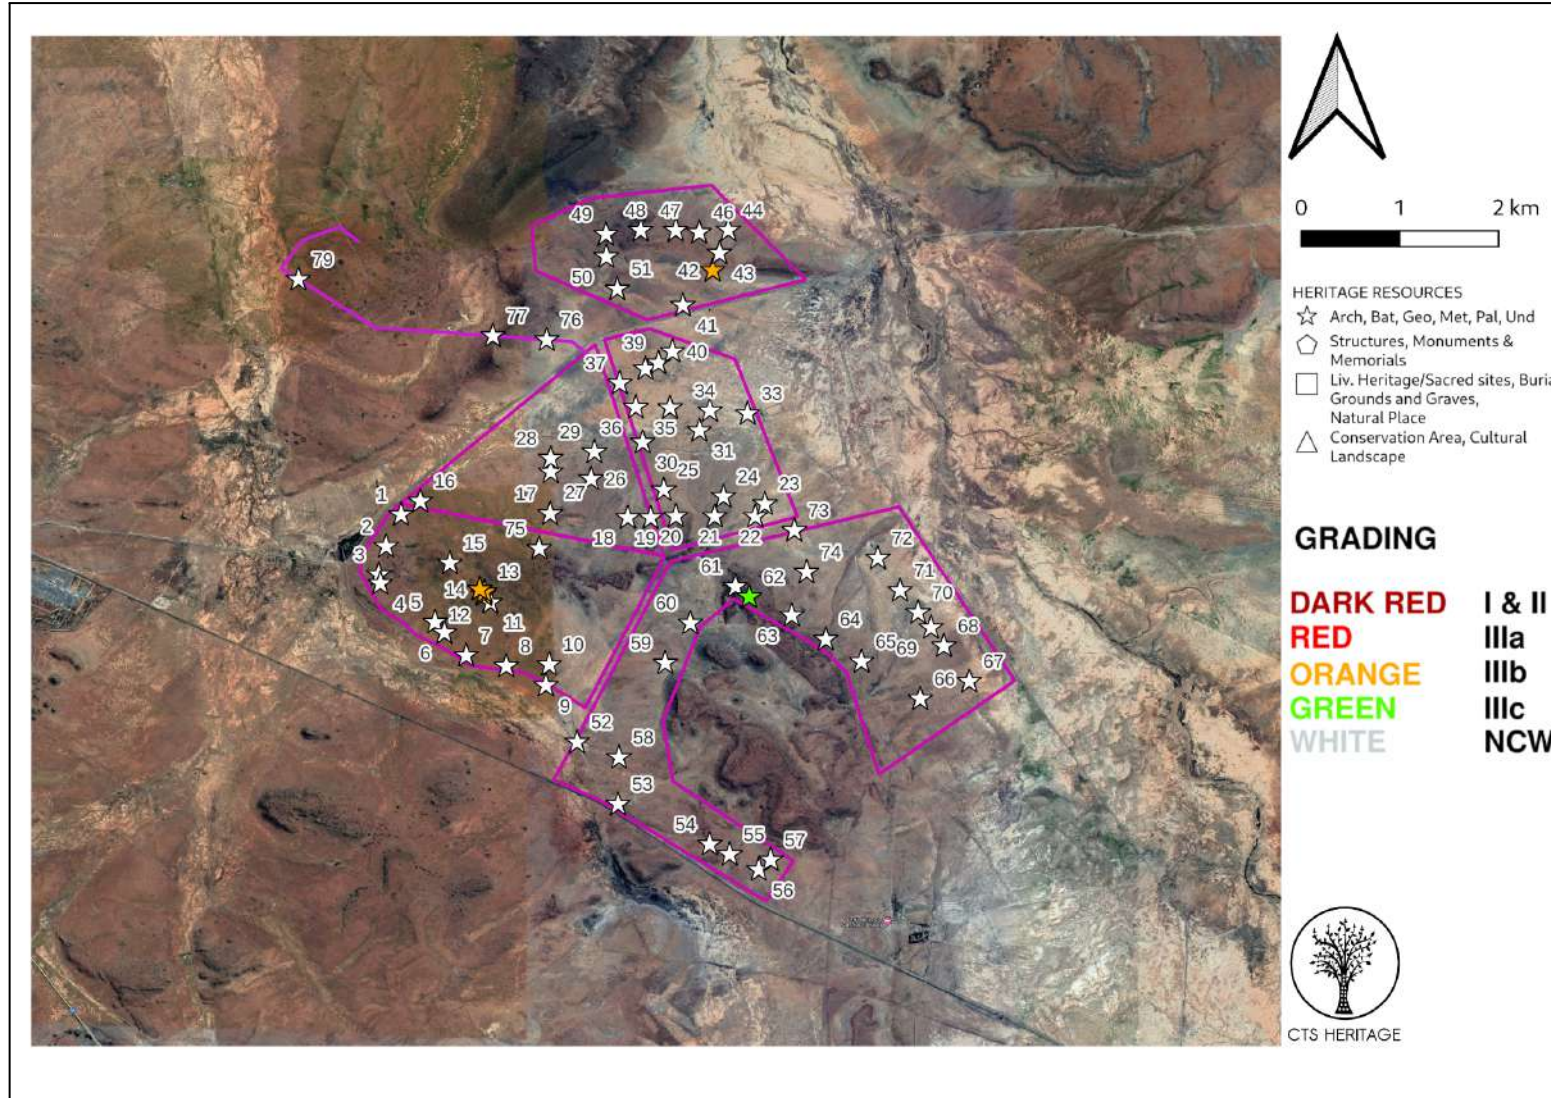 49 48 47 46 44
79
50 51 42 43
77 76
41
39 40
37
34 33
36 35
28 29 31
30 25
26 24
1 16 17 27 23
2 73
75 18 19 20 21 22
3 15 72
13 61 62 74
14 71
4 5 12 70
11 60
63 64 68
6 7 8 10 59 65 69
66 67
9
52
58
53
54 55 57
56
0 1 2 km
HERITAGE RESOURCES
Arch, Bat, Geo, Met, Pal, Und
Structures, Monuments &
Memorials
Liv. Heritage/Sacred sites, Buria
Grounds and Graves,
Natural Place
Conservation Area, Cultural
Landscape
GRADING
DARK RED I & II
RED IIIa
ORANGE IIIb
GREEN IIIc
WHITE NCW
CTS HERITAGE